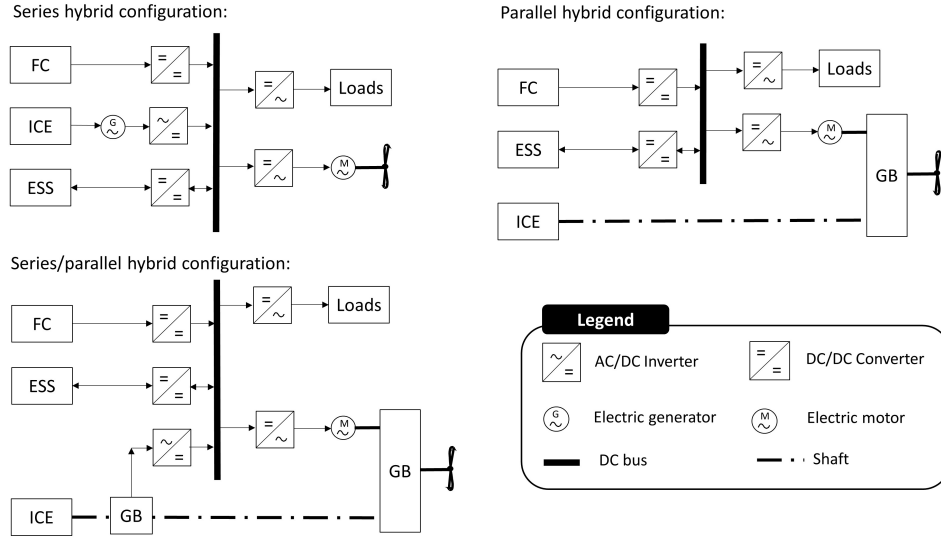 Series hybrid configuration:
FC
ICE
G
ESS
Loads
M
Parallel hybrid configuration:
FC
ESS
ICE
Loads
M
GB
Series/parallel hybrid configuration:
FC
ESS
ICE
GB
Loads
M
GB
Legend
AC/DC Inverter
DC/DC Converter
G
Electric generator
M
Electric motor
DC bus
Shaft